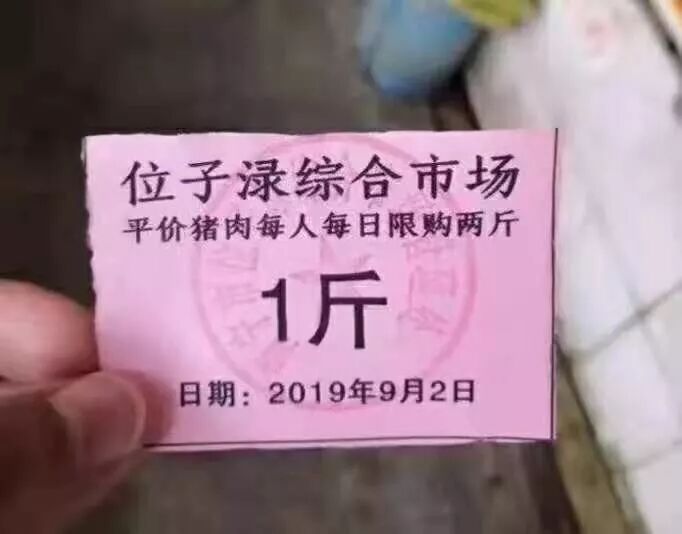 位子渌综合市场
平价猪肉每人每日限购两斤
1斤
日期：2019年9月2日